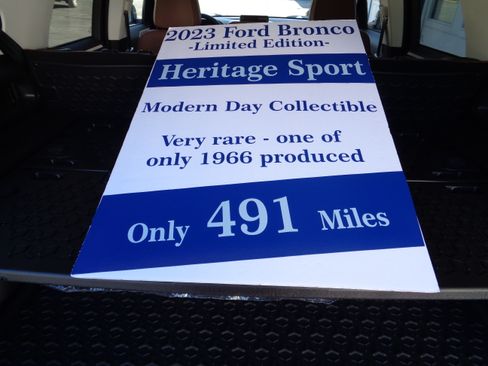 2023 Ford Bronco
-Limited Edition-
Heritage Sport
Modern Day Collectible
Very rare - one of
only 1966 produced
Only 491 Miles